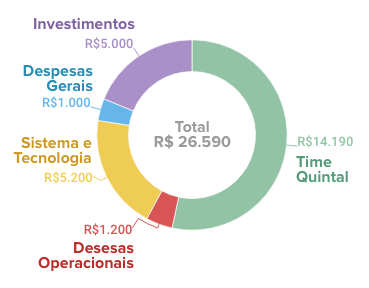 Investimentos
R$5.000
Despesas
Gerais
R$1.000
Sistema e
Tecnologia
R$5.200
R$1.200
Desesas
Operacionais
Total
R$ 26.590
R$14.190
Time
Quintal